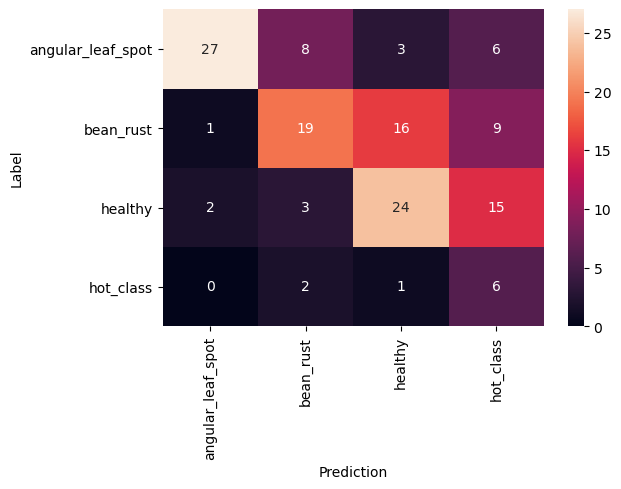 angular_leaf_spot 27 8 3 6
bean_rust 1 19 16 9
healthy 2 3 24 15
hot_class 0 2 1 6
Label
angular_leaf_spot bean_rust healthy hot_class
Prediction
25
20
15
10
5
0